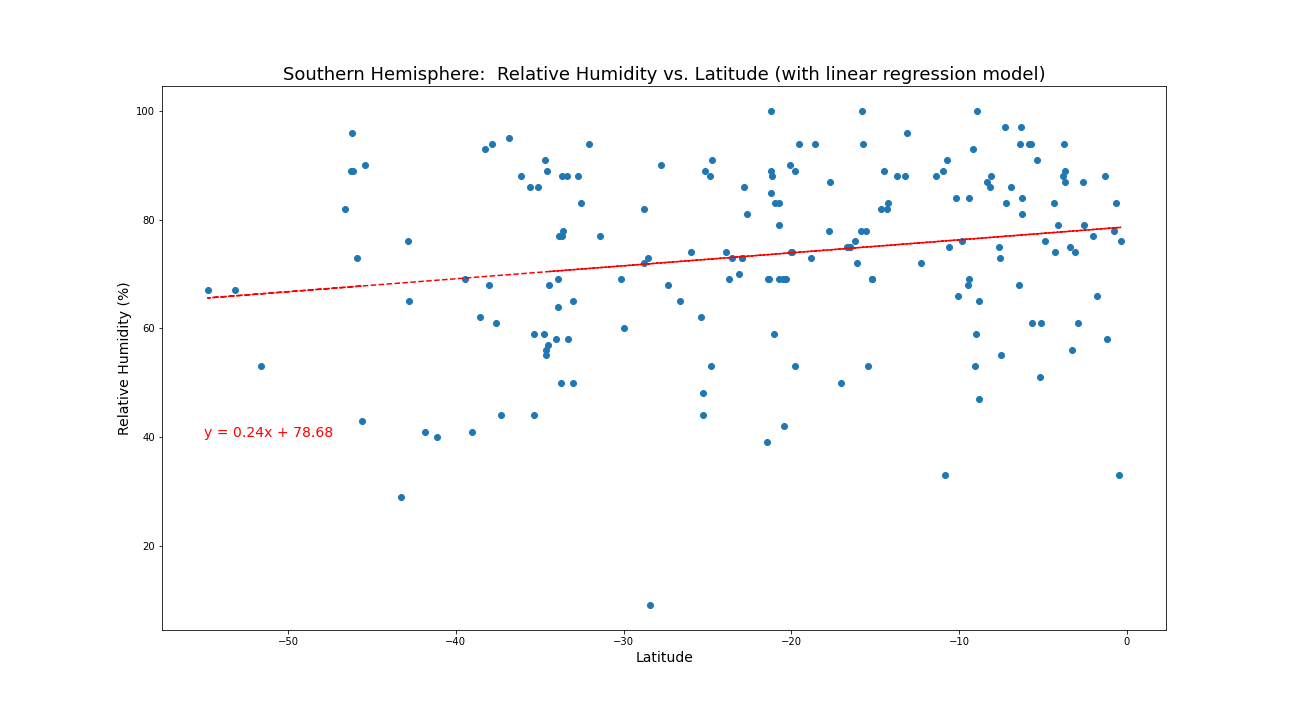 Southern Hemisphere:  Relative Humidity vs. Latitude (with linear regression model)
Relative Humidity (%)
100
80
60
40
20
y = 0.24x + 78.68
−50 −40 −30 −20 −10 0
Latitude